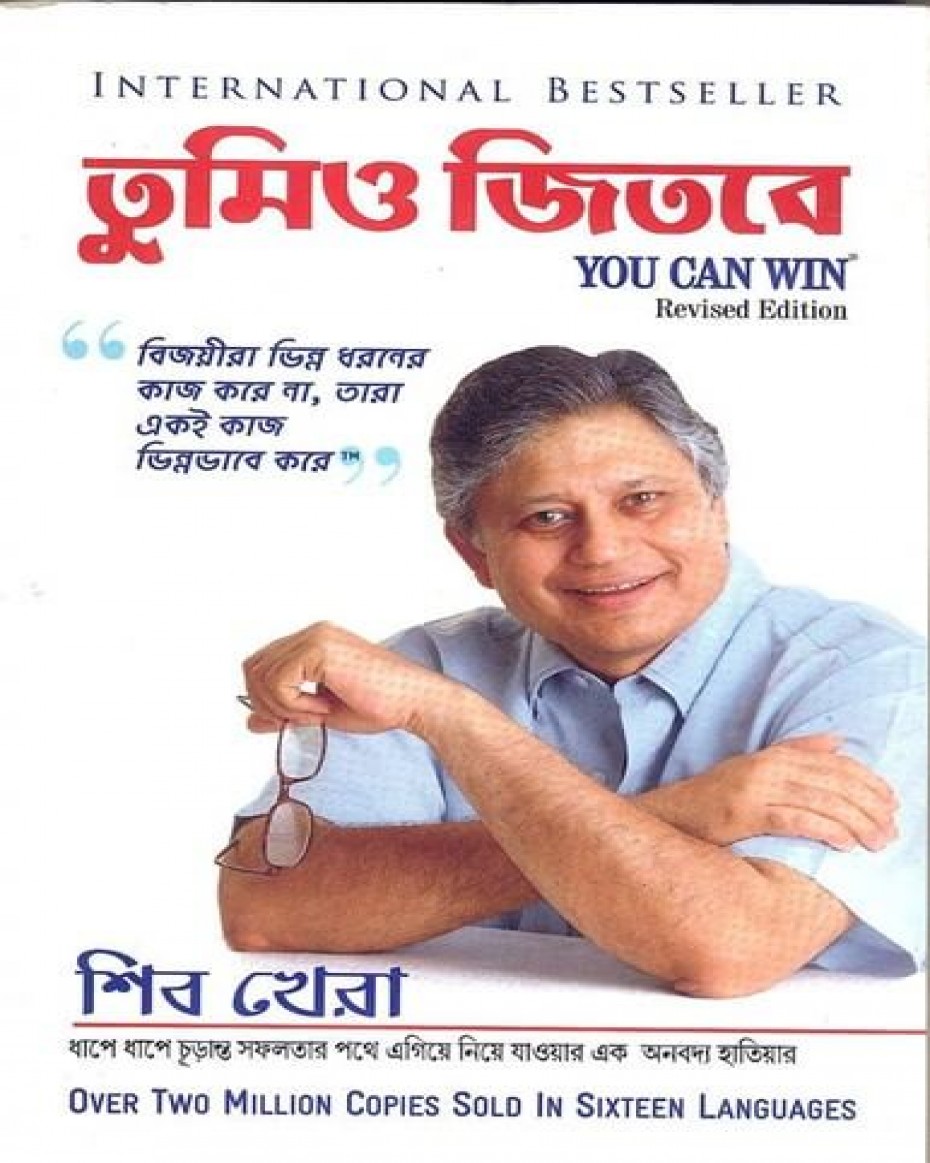 INTERNATIONAL BESTSELLER
তুমিও জিতবে
YOU CAN WIN®
Revised Edition
“ বিজয়ীরা ভিন্ন ধরনের
কাজ করে না, তারা
একই কাজ
ভিন্নভাবে করে ™ ”
শিব খেরা
ধাপে ধাপে চূড়ান্ত সফলতার পথে এগিয়ে নিয়ে যাওয়ার এক অনবদ্য হাতিয়ার
OVER TWO MILLION COPIES SOLD IN SIXTEEN LANGUAGES